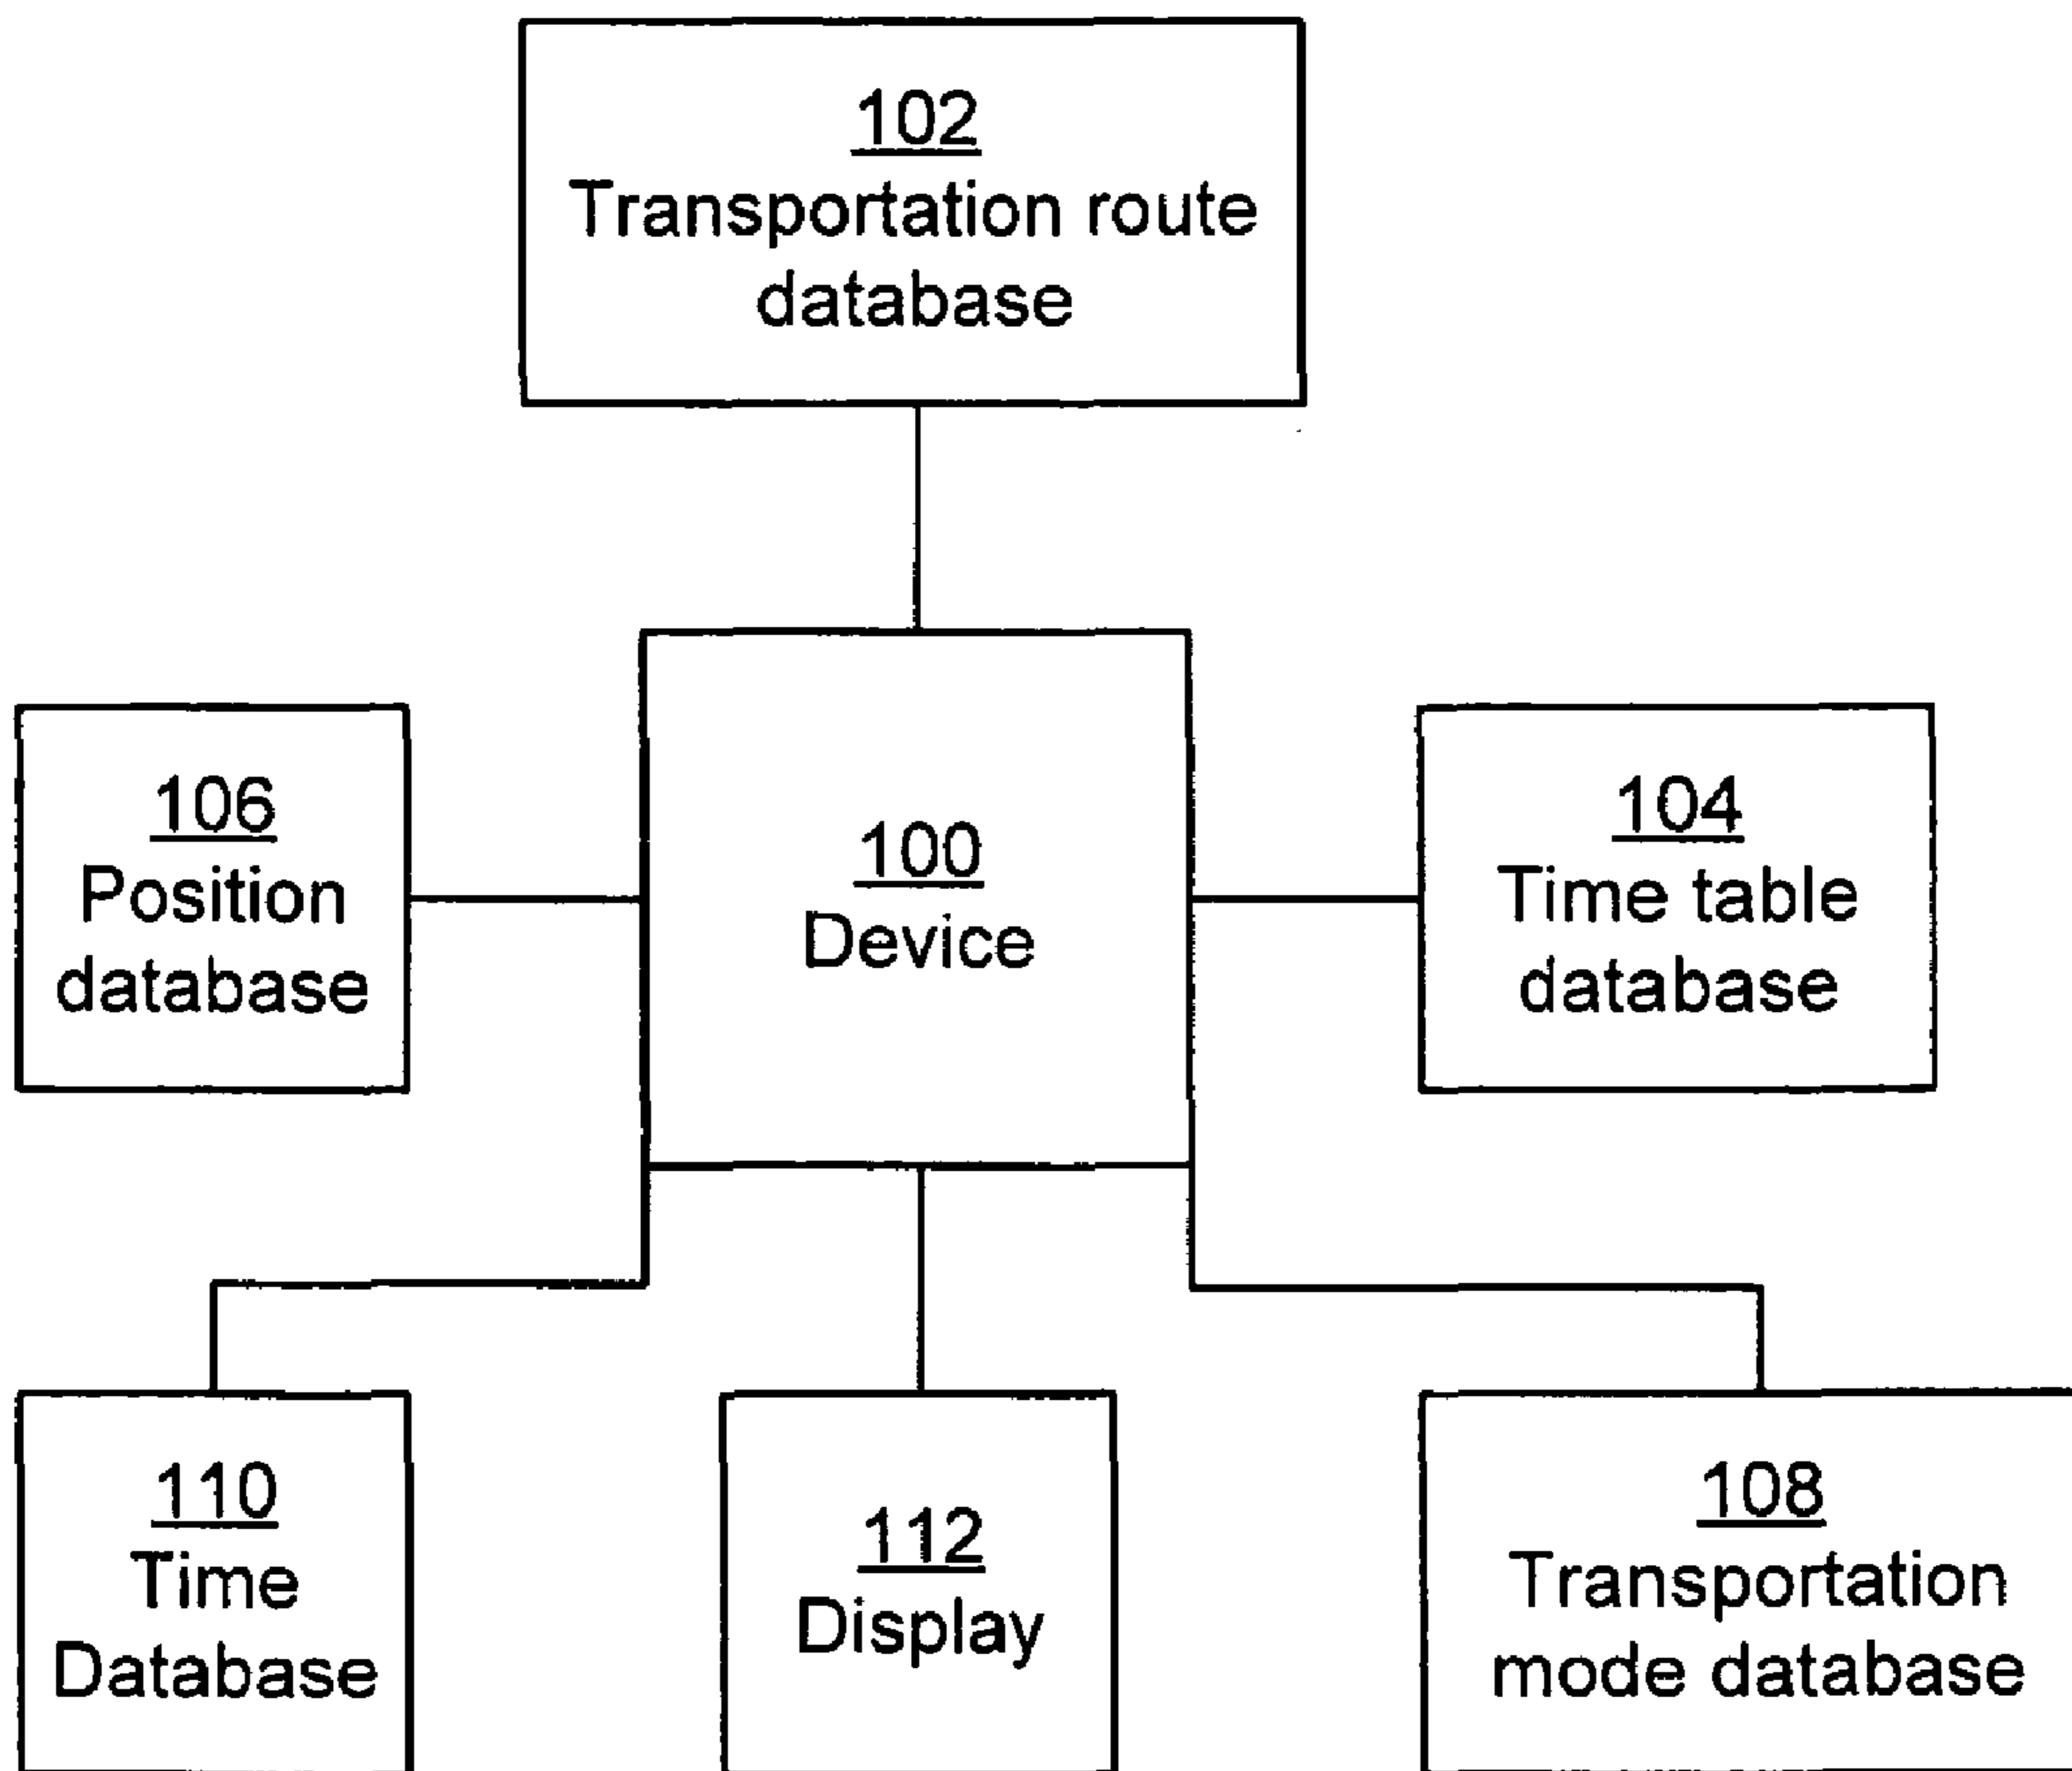 102
Transportation route
database
106
Position
database
100
Device
104
Time table
database
110
Time
Database
112
Display
108
Transportation
mode database